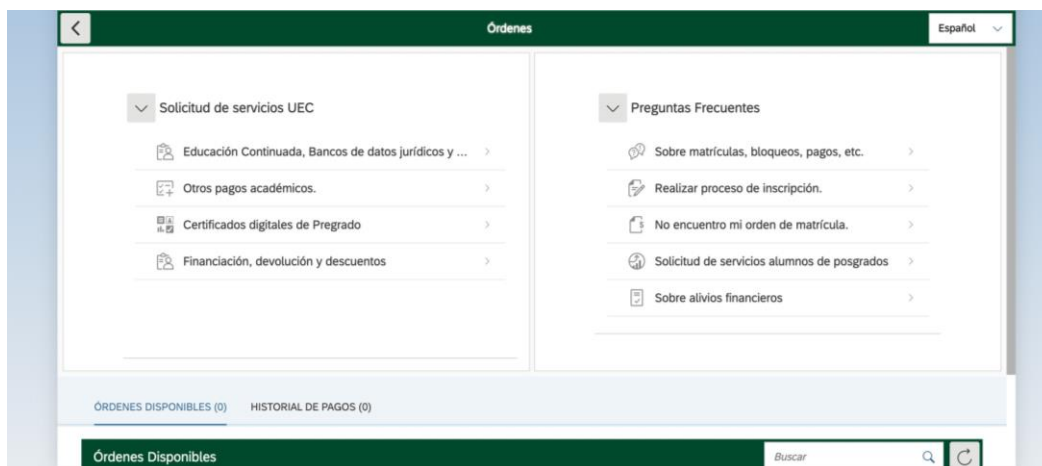 Órdenes
Español
Solicitud de servicios UEC
Educación Continuada, Bancos de datos jurídicos y ...
Otros pagos académicos.
Certificados digitales de Pregrado
Financiación, devolución y descuentos
Preguntas Frecuentes
Sobre matrículas, bloqueos, pagos, etc.
Realizar proceso de inscripción.
No encuentro mi orden de matrícula.
Solicitud de servicios alumnos de posgrados
Sobre alivios financieros
ÓRDENES DISPONIBLES (0) HISTORIAL DE PAGOS (0)
Órdenes Disponibles
Buscar